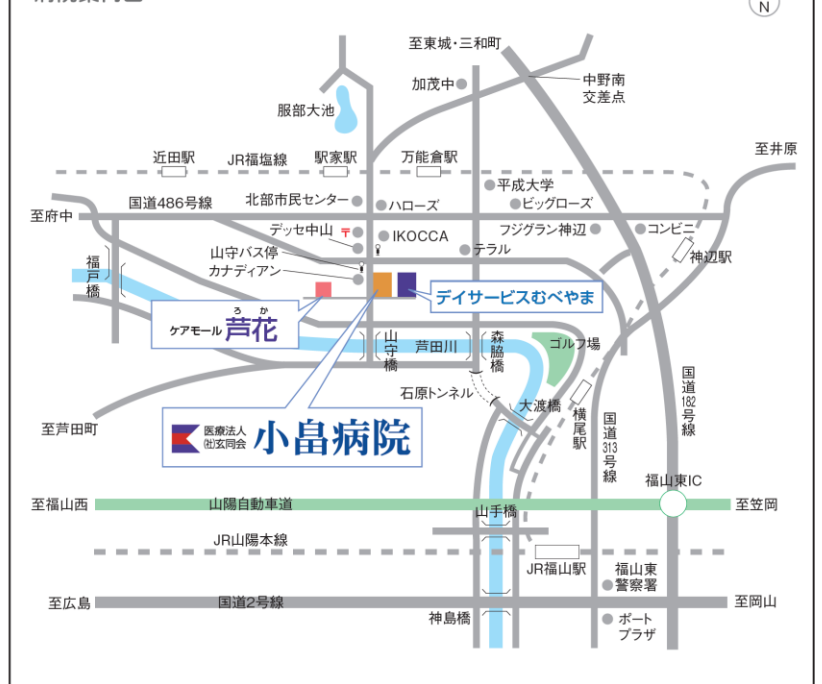 N
至東城・三和町
加茂中
中野南
交差点
服部大池
至井原
近田駅
JR福塩線
駅家駅
万能倉駅
平成大学
北部市民センター
ハローズ
ビッグローズ
国道486号線
至府中
デッセ中山
〒
IKOCCA
フジグラン神辺
コンビニ
山守バス停
テラル
神辺駅
カナディアン
福戸橋
デイサービスむべやま
ろか
ケアモール 芦花
山守橋
芦田川
森脇橋
ゴルフ場
石原トンネル
大渡橋
横尾駅
国道313号線
国道182号線
至芦田町
医療法人
㈳玄同会
小畠病院
福山東IC
至福山西
山陽自動車道
山手橋
至笠岡
JR山陽本線
JR福山駅
福山東
警察署
至広島
国道2号線
至岡山
神島橋
ポート
プラザ